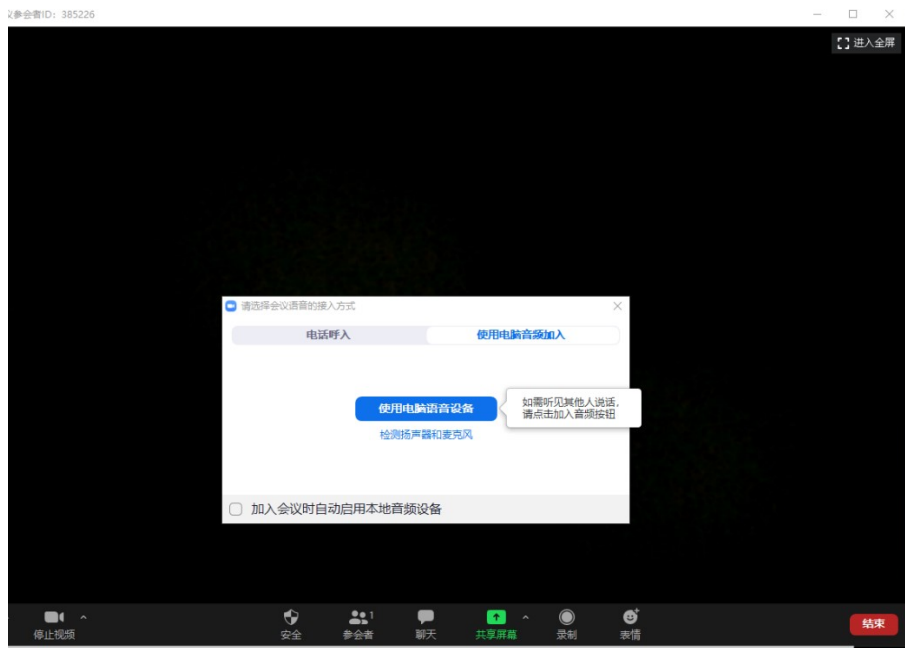 议参会者ID：385226
进入全屏
请选择会议语音的接入方式
电话呼入
使用电脑音频加入
使用电脑语音设备
如需听见其他人说话，
请点击加入音频按钮
检测扬声器和麦克风
加入会议时自动启用本地音频设备
1
停止视频
安全
参会者
聊天
共享屏幕
录制
表情
结束